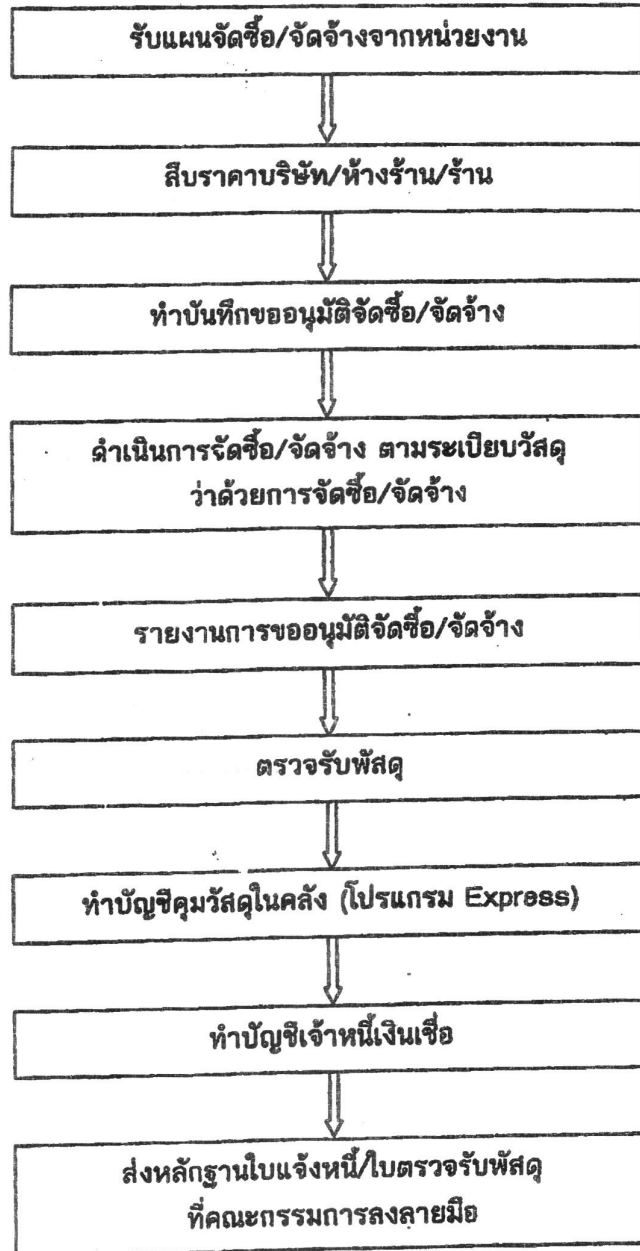 รับแผนจัดซื้อ/จัดจ้างจากหน่วยงาน
สืบราคาบริษัท/ห้างร้าน/ร้าน
ทำบันทึกขออนุมัติจัดซื้อ/จัดจ้าง
ดำเนินการจัดซื้อ/จัดจ้าง ตามระเบียบวัสดุ
ว่าด้วยการจัดซื้อ/จัดจ้าง
รายงานการขออนุมัติจัดซื้อ/จัดจ้าง
ตรวจรับพัสดุ
ทำบัญชีคุมวัสดุในคลัง (โปรแกรม Express)
ทำบัญชีเจ้าหนี้เงินเชื่อ
ส่งหลักฐานใบแจ้งหนี้/ใบตรวจรับพัสดุ
ที่คณะกรรมการลงลายมือ